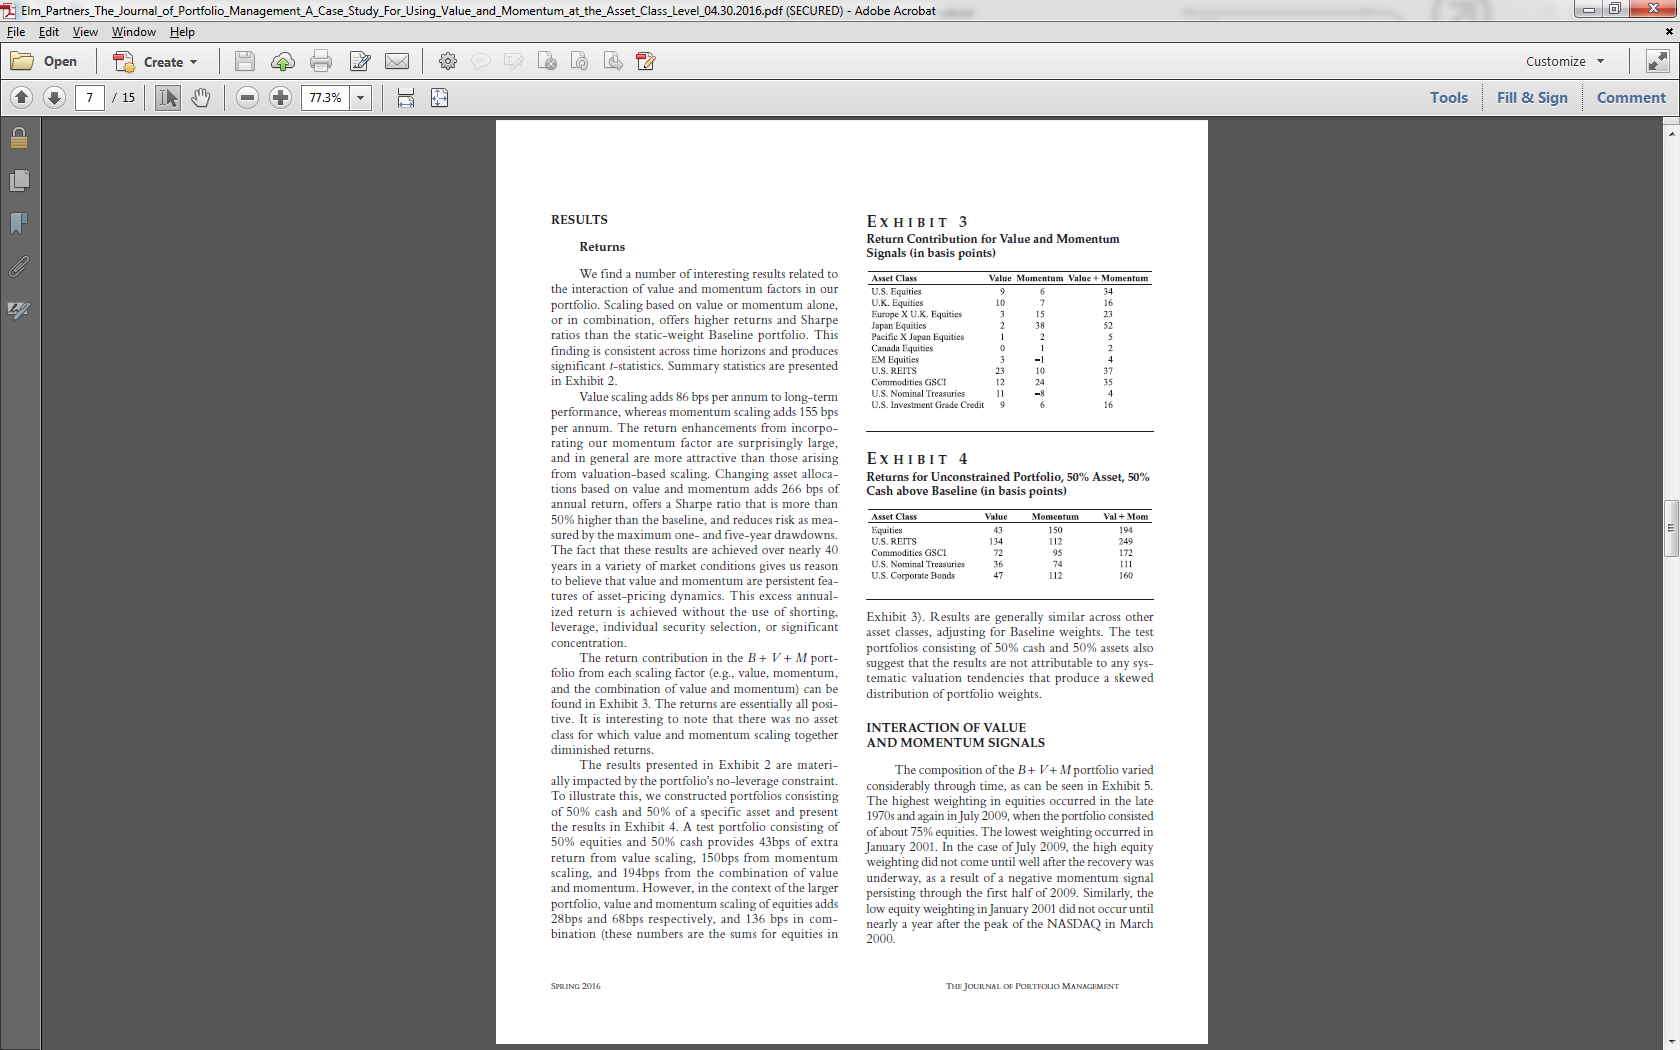 Elm_Partners_The_Journal_of_Portfolio_Management_A_Case_Study_For_Using_Value_and_Momentum_at_the_Asset_Class_Level_04.30.2016.pdf (SECURED) - Adobe Acrobat
File Edit View Window Help
Open Create Customize
7 / 15 77.3% Tools Fill & Sign Comment
RESULTS
Returns
We find a number of interesting results related to
the interaction of value and momentum factors in our
portfolio. Scaling based on value or momentum alone,
or in combination, offers higher returns and Sharpe
ratios than the static-weight Baseline portfolio. This
finding is consistent across time horizons and produces
significant t-statistics. Summary statistics are presented
in Exhibit 2.
Value scaling adds 86 bps per annum to long-term
performance, whereas momentum scaling adds 155 bps
per annum. The return enhancements from incorpo-
rating our momentum factor are surprisingly large,
and in general are more attractive than those arising
from valuation-based scaling. Changing asset alloca-
tions based on value and momentum adds 266 bps of
annual return, offers a Sharpe ratio that is more than
50% higher than the baseline, and reduces risk as mea-
sured by the maximum one- and five-year drawdowns.
The fact that these results are achieved over nearly 40
years in a variety of market conditions gives us reason
to believe that value and momentum are persistent fea-
tures of asset-pricing dynamics. This excess annual-
ized return is achieved without the use of shorting,
leverage, individual security selection, or significant
concentration.
The return contribution in the B + V + M port-
folio from each scaling factor (e.g., value, momentum,
and the combination of value and momentum) can be
found in Exhibit 3. The returns are essentially all posi-
tive. It is interesting to note that there was no asset
class for which value and momentum scaling together
diminished returns.
The results presented in Exhibit 2 are materi-
ally impacted by the portfolio's no-leverage constraint.
To illustrate this, we constructed portfolios consisting
of 50% cash and 50% of a specific asset and present
the results in Exhibit 4. A test portfolio consisting of
50% equities and 50% cash provides 43bps of extra
return from value scaling, 150bps from momentum
scaling, and 194bps from the combination of value
and momentum. However, in the context of the larger
portfolio, value and momentum scaling of equities adds
28bps and 68bps respectively, and 136 bps in com-
bination (these numbers are the sums for equities in
EXHIBIT 3
Return Contribution for Value and Momentum
Signals (in basis points)
Asset Class Value Momentum Value + Momentum
U.S. Equities 9 6 34
U.K. Equities 10 7 16
Europe X U.K. Equities 3 15 23
Japan Equities 2 38 52
Pacific X Japan Equities 1 2 5
Canada Equities 0 1 2
EM Equities 3 −1 4
U.S. REITS 23 10 37
Commodities GSCI 12 24 35
U.S. Nominal Treasuries 11 −8 4
U.S. Investment Grade Credit 9 6 16
EXHIBIT 4
Returns for Unconstrained Portfolio, 50% Asset, 50%
Cash above Baseline (in basis points)
Asset Class Value Momentum Val + Mom
Equities 43 150 194
U.S. REITS 134 112 249
Commodities GSCI 72 95 172
U.S. Nominal Treasuries 36 74 111
U.S. Corporate Bonds 47 112 160
Exhibit 3). Results are generally similar across other
asset classes, adjusting for Baseline weights. The test
portfolios consisting of 50% cash and 50% assets also
suggest that the results are not attributable to any sys-
tematic valuation tendencies that produce a skewed
distribution of portfolio weights.
INTERACTION OF VALUE
AND MOMENTUM SIGNALS
The composition of the B + V + M portfolio varied
considerably through time, as can be seen in Exhibit 5.
The highest weighting in equities occurred in the late
1970s and again in July 2009, when the portfolio consisted
of about 75% equities. The lowest weighting occurred in
January 2001. In the case of July 2009, the high equity
weighting did not come until well after the recovery was
underway, as a result of a negative momentum signal
persisting through the first half of 2009. Similarly, the
low equity weighting in January 2001 did not occur until
nearly a year after the peak of the NASDAQ in March
2000.
SPRING 2016 THE JOURNAL OF PORTFOLIO MANAGEMENT